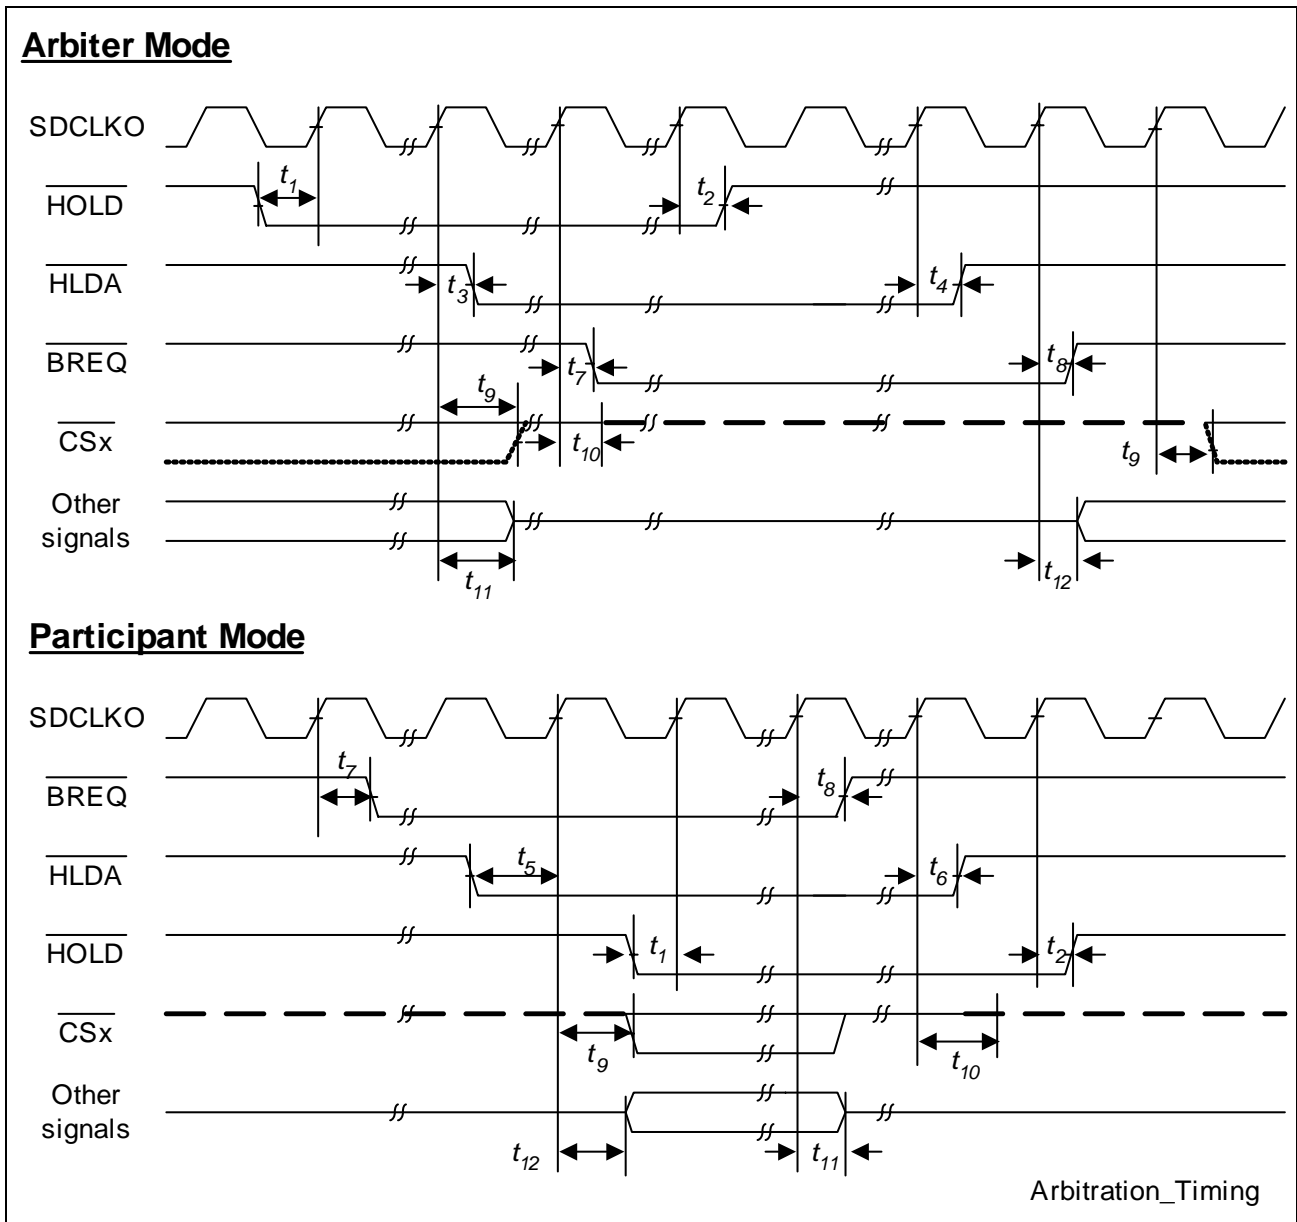 Arbiter Mode
SDCLKO
HOLD
t1
t2
HLDA
t3
t4
BREQ
t7
t8
CSx
t9
t10
t9
Other
signals
t11
t12
Participant Mode
SDCLKO
BREQ
t7
t8
HLDA
t5
t6
HOLD
t1
t2
CSx
t9
t10
Other
signals
t12
t11
Arbitration_Timing